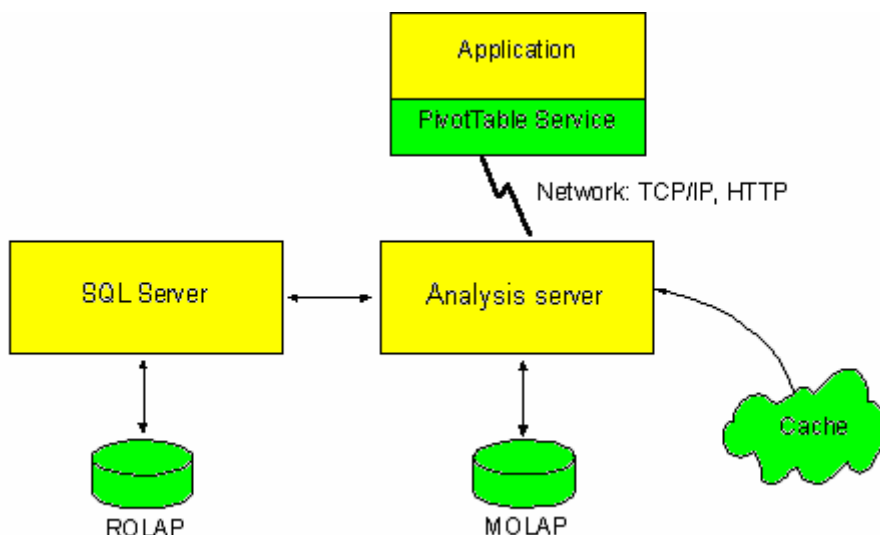 Application
PivotTable Service
Network: TCP/IP, HTTP
SQL Server
Analysis server
Cache
ROLAP
MOLAP